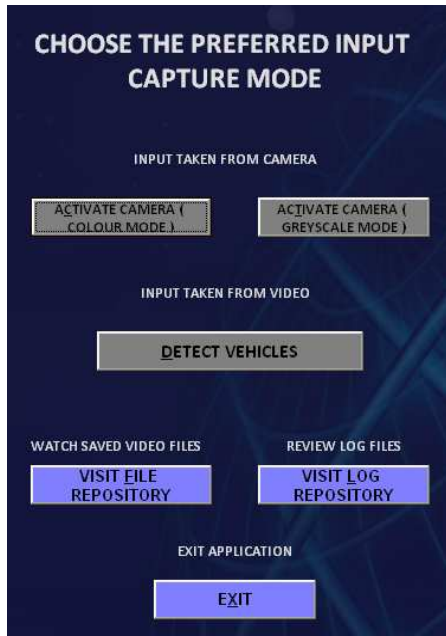 CHOOSE THE PREFERRED INPUT
CAPTURE MODE
INPUT TAKEN FROM CAMERA
ACTIVATE CAMERA (
COLOUR MODE )
ACTIVATE CAMERA (
GREYSCALE MODE )
INPUT TAKEN FROM VIDEO
DETECT VEHICLES
WATCH SAVED VIDEO FILES
VISIT FILE
REPOSITORY
REVIEW LOG FILES
VISIT LOG
REPOSITORY
EXIT APPLICATION
EXIT